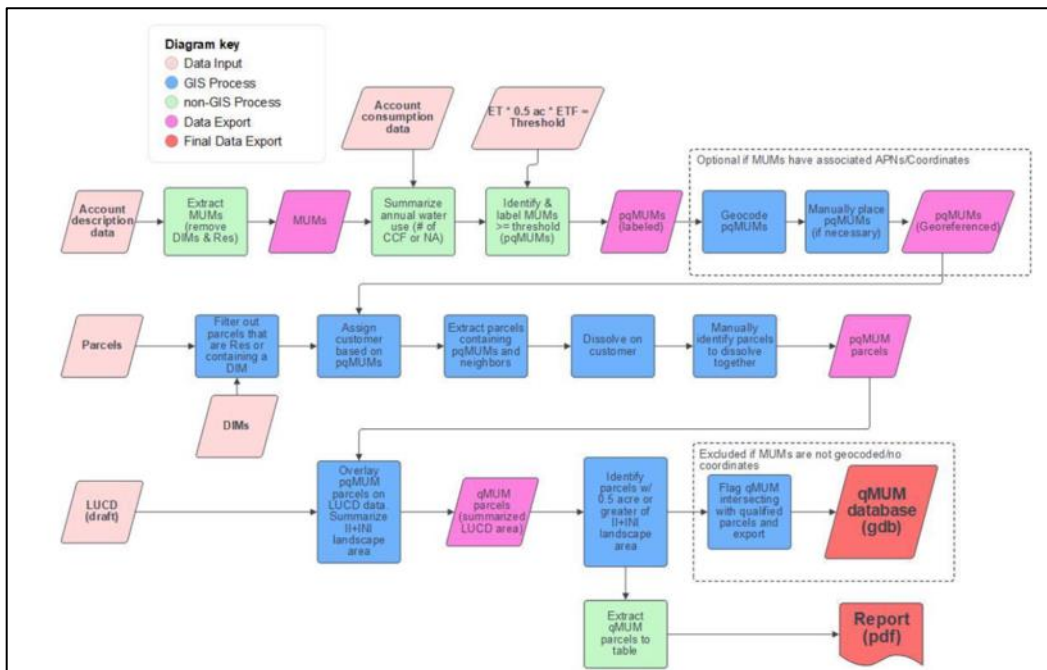 Diagram key
Data Input
GIS Process
non-GIS Process
Data Export
Final Data Export
Account
consumption
data
ET * 0.5 ac * ETF =
Threshold
Optional if MUMs have associated APNs/Coordinates
Account
description
data
Extract
MUMs
(remove
DIMs & Res)
MUMs
Summarize
annual water
use (# of
CCF or NA)
Identify &
label MUMs
>= threshold
(pqMUMs)
pqMUMs
(labeled)
Geocode
pqMUMs
Manually place
pqMUMs
(if necessary)
pqMUMs
(Georeferenced)
Parcels
Filter out
parcels that
are Res or
containing a
DIM
Assign
customer
based on
pqMUMs
Extract parcels
containing
pqMUMs and
neighbors
Dissolve on
customer
Manually
identify parcels
to dissolve
together
pqMUM
parcels
DIMs
LUCD
(draft)
Overlay
pqMUM
parcels on
LUCD data.
Summarize
II+INI
landscape
area
qMUM
parcels
(summarized
LUCD area)
Identify
parcels w/
0.5 acre or
greater of
II+INI
landscape
area
Excluded if MUMs are not geocoded/no
coordinates
Flag qMUM
intersecting
with qualified
parcels and
export
qMUM
database
(gdb)
Extract
qMUM
parcels to
table
Report
(pdf)